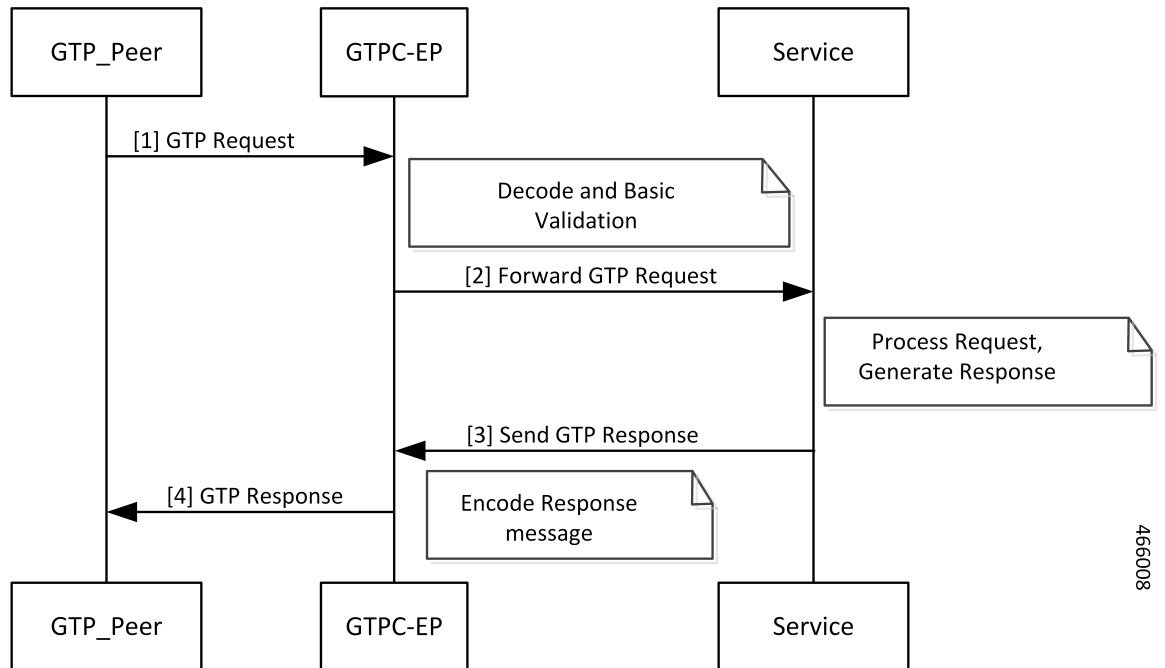 GTP_Peer
GTPC-EP
Service
[1] GTP Request
Decode and Basic
Validation
[2] Forward GTP Request
Process Request,
Generate Response
[3] Send GTP Response
[4] GTP Response
Encode Response
message
466008
GTP_Peer
GTPC-EP
Service